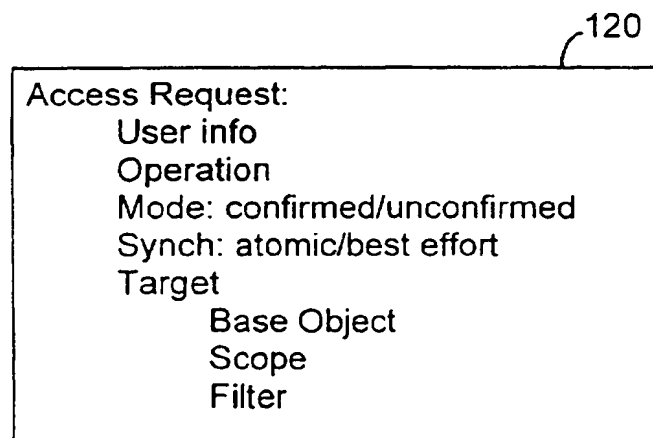 120
Access Request:
User info
Operation
Mode: confirmed/unconfirmed
Synch: atomic/best effort
Target
Base Object
Scope
Filter